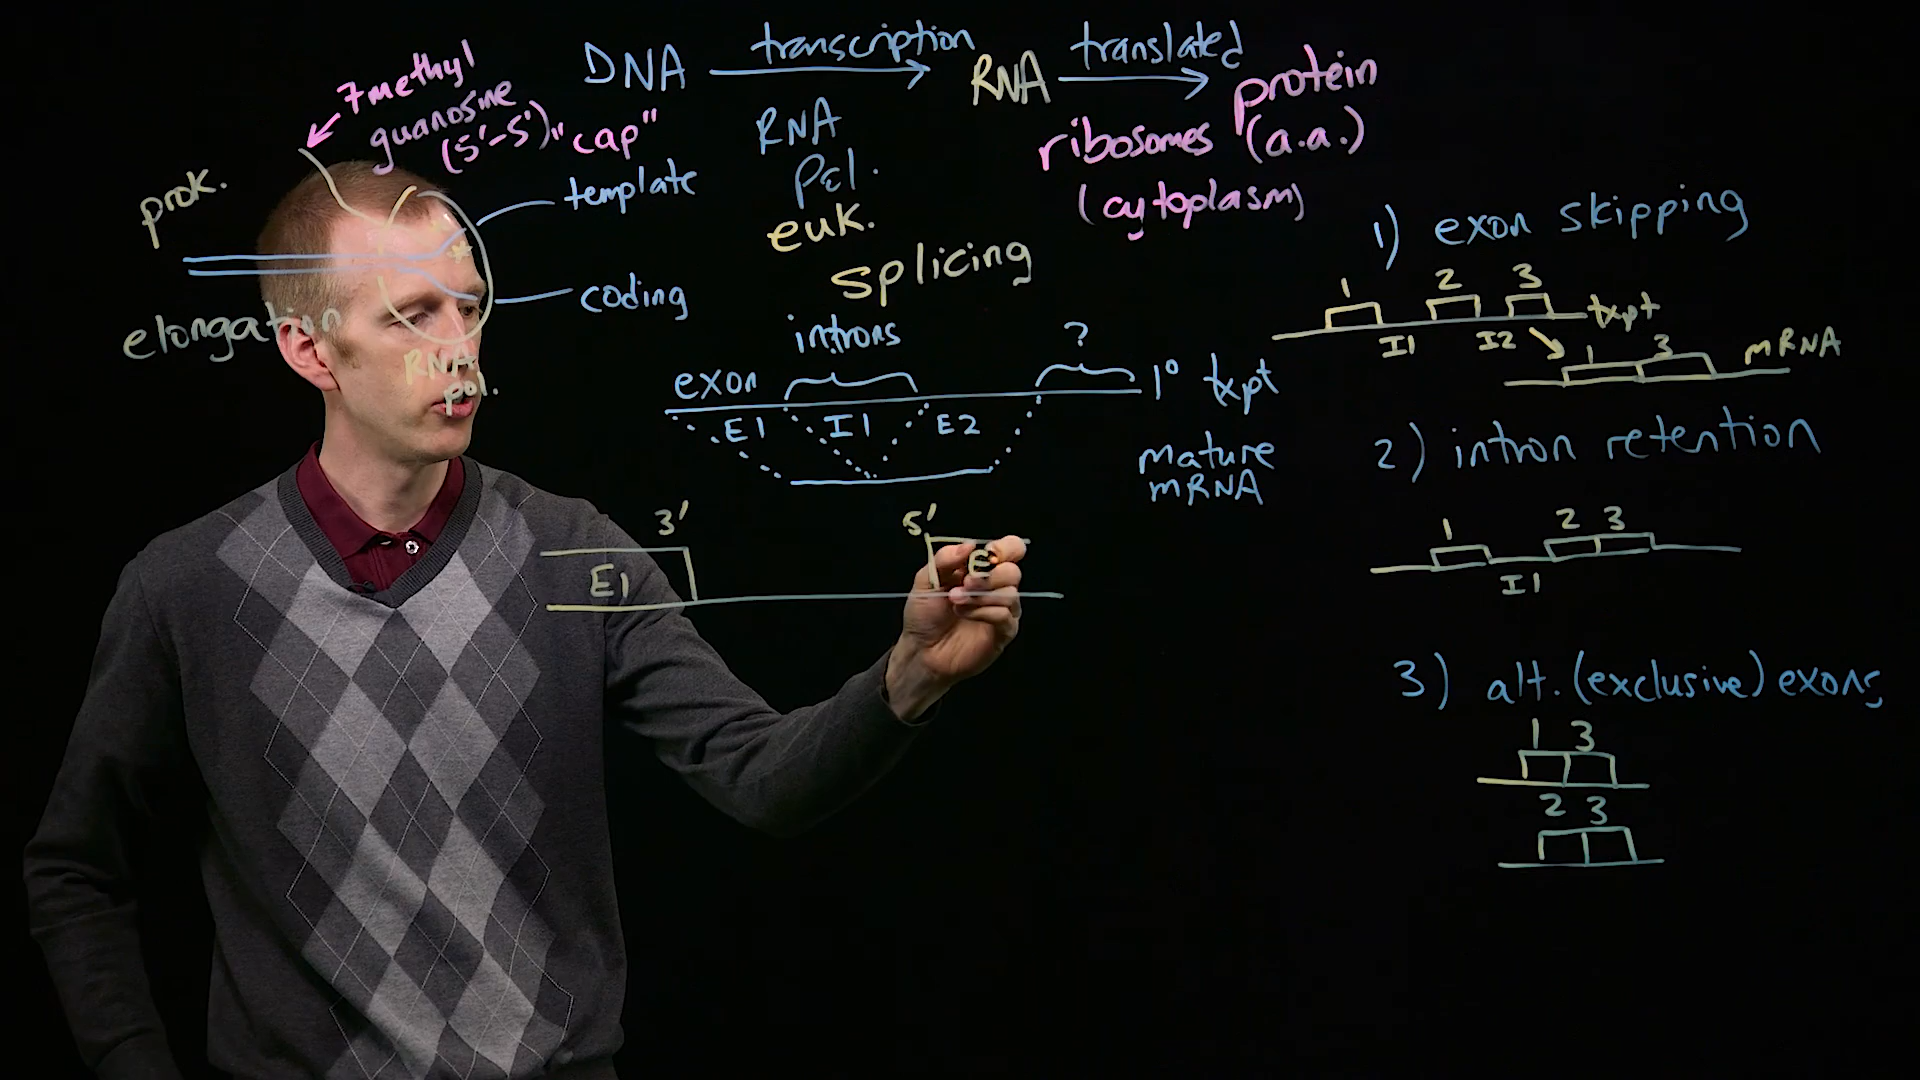 DNA transcription RNA translated protein
7methyl guanosine (5'-5') "cap"
RNA pol.
ribosomes (a.a.)
(cytoplasm)
prok.
template
euk.
splicing
coding
elongation
RNA pol.
introns
?
exon
1° txpt
E1 I1 E2
mature mRNA
3' 5'
E1 E
1) exon skipping
1 2 3
txpt
I1 I2
1 3 mRNA
2) intron retention
1 2 3
I1
3) alt. (exclusive) exons
1 3
2 3